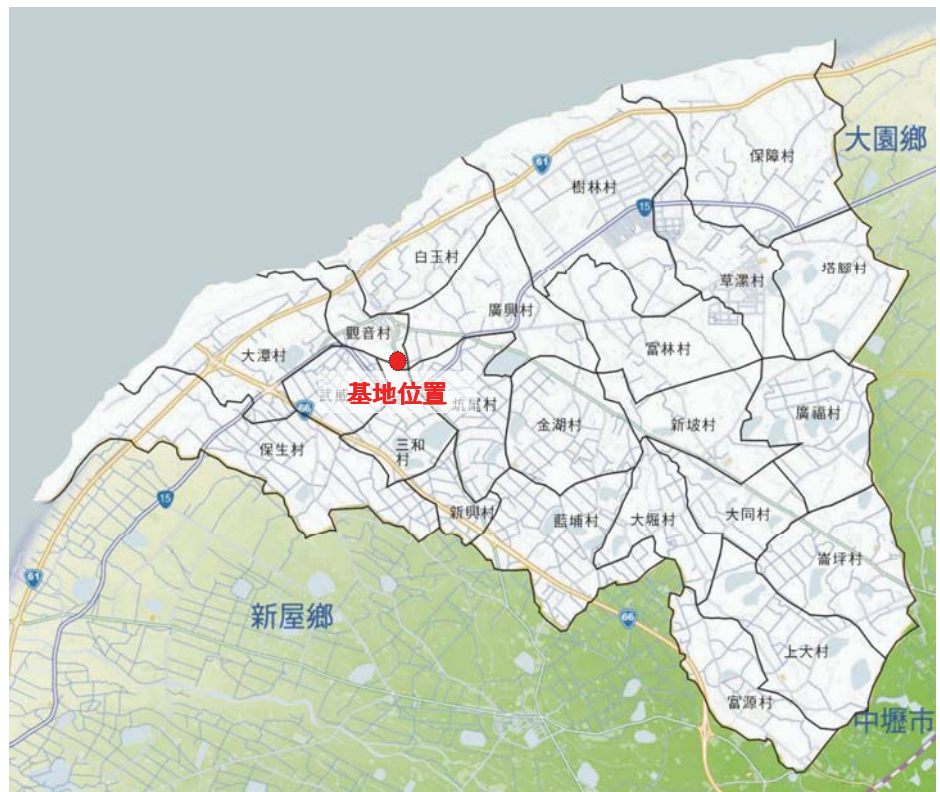 大園鄉
保障村
61
樹林村
15
白玉村
塔腳村
草漯村
廣興村
觀音村
富林村
大潭村
基地位置
坑尾村
66
廣福村
金湖村
新坡村
保生村
三和
村
15
新興村
藍埔村
大堀村
大同村
崙坪村
61
新屋鄉
66
上大村
富源村
中壢市